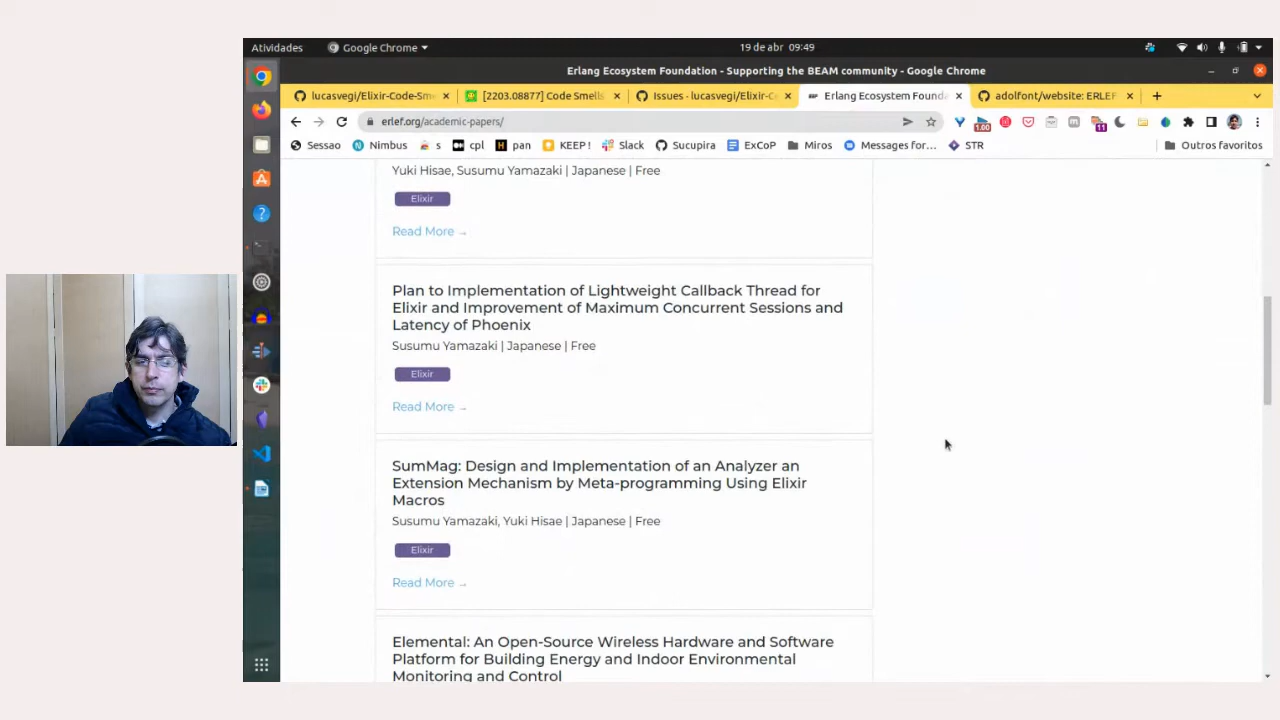 Atividades
Google Chrome
19 de abr 09:49
Erlang Ecosystem Foundation - Supporting the BEAM community - Google Chrome
lucasvegi/Elixir-Code-Sme
[2203.08877] Code Smells
Issues - lucasvegi/Elixir-Co
Erlang Ecosystem Founda
adolfont/website: ERLEF
erlef.org/academic-papers/
1.00
11
Sessao
Nimbus
s
cpl
pan
KEEP !
Slack
Sucupira
ExCoP
Miros
Messages for...
STR
Outros favoritos
Yuki Hisae, Susumu Yamazaki | Japanese | Free
Elixir
Read More →
Plan to Implementation of Lightweight Callback Thread for
Elixir and Improvement of Maximum Concurrent Sessions and
Latency of Phoenix
Susumu Yamazaki | Japanese | Free
Elixir
Read More →
SumMag: Design and Implementation of an Analyzer an
Extension Mechanism by Meta-programming Using Elixir
Macros
Susumu Yamazaki, Yuki Hisae | Japanese | Free
Elixir
Read More →
Elemental: An Open-Source Wireless Hardware and Software
Platform for Building Energy and Indoor Environmental
Monitoring and Control